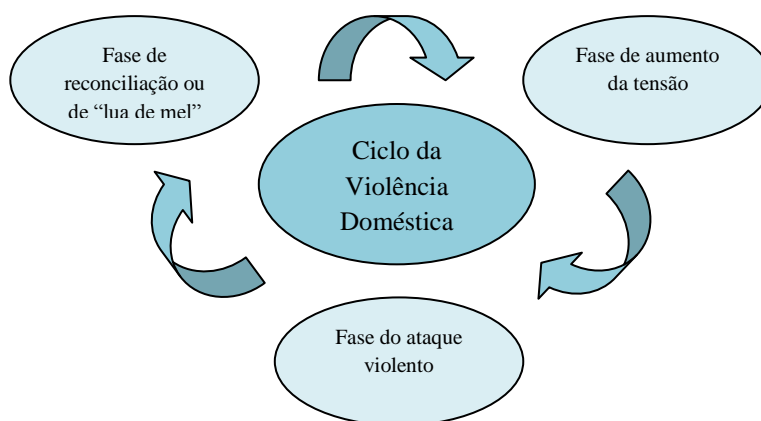 Fase de
reconciliação ou
de “lua de mel”
Fase de aumento
da tensão
Ciclo da
Violência
Doméstica
Fase do ataque
violento